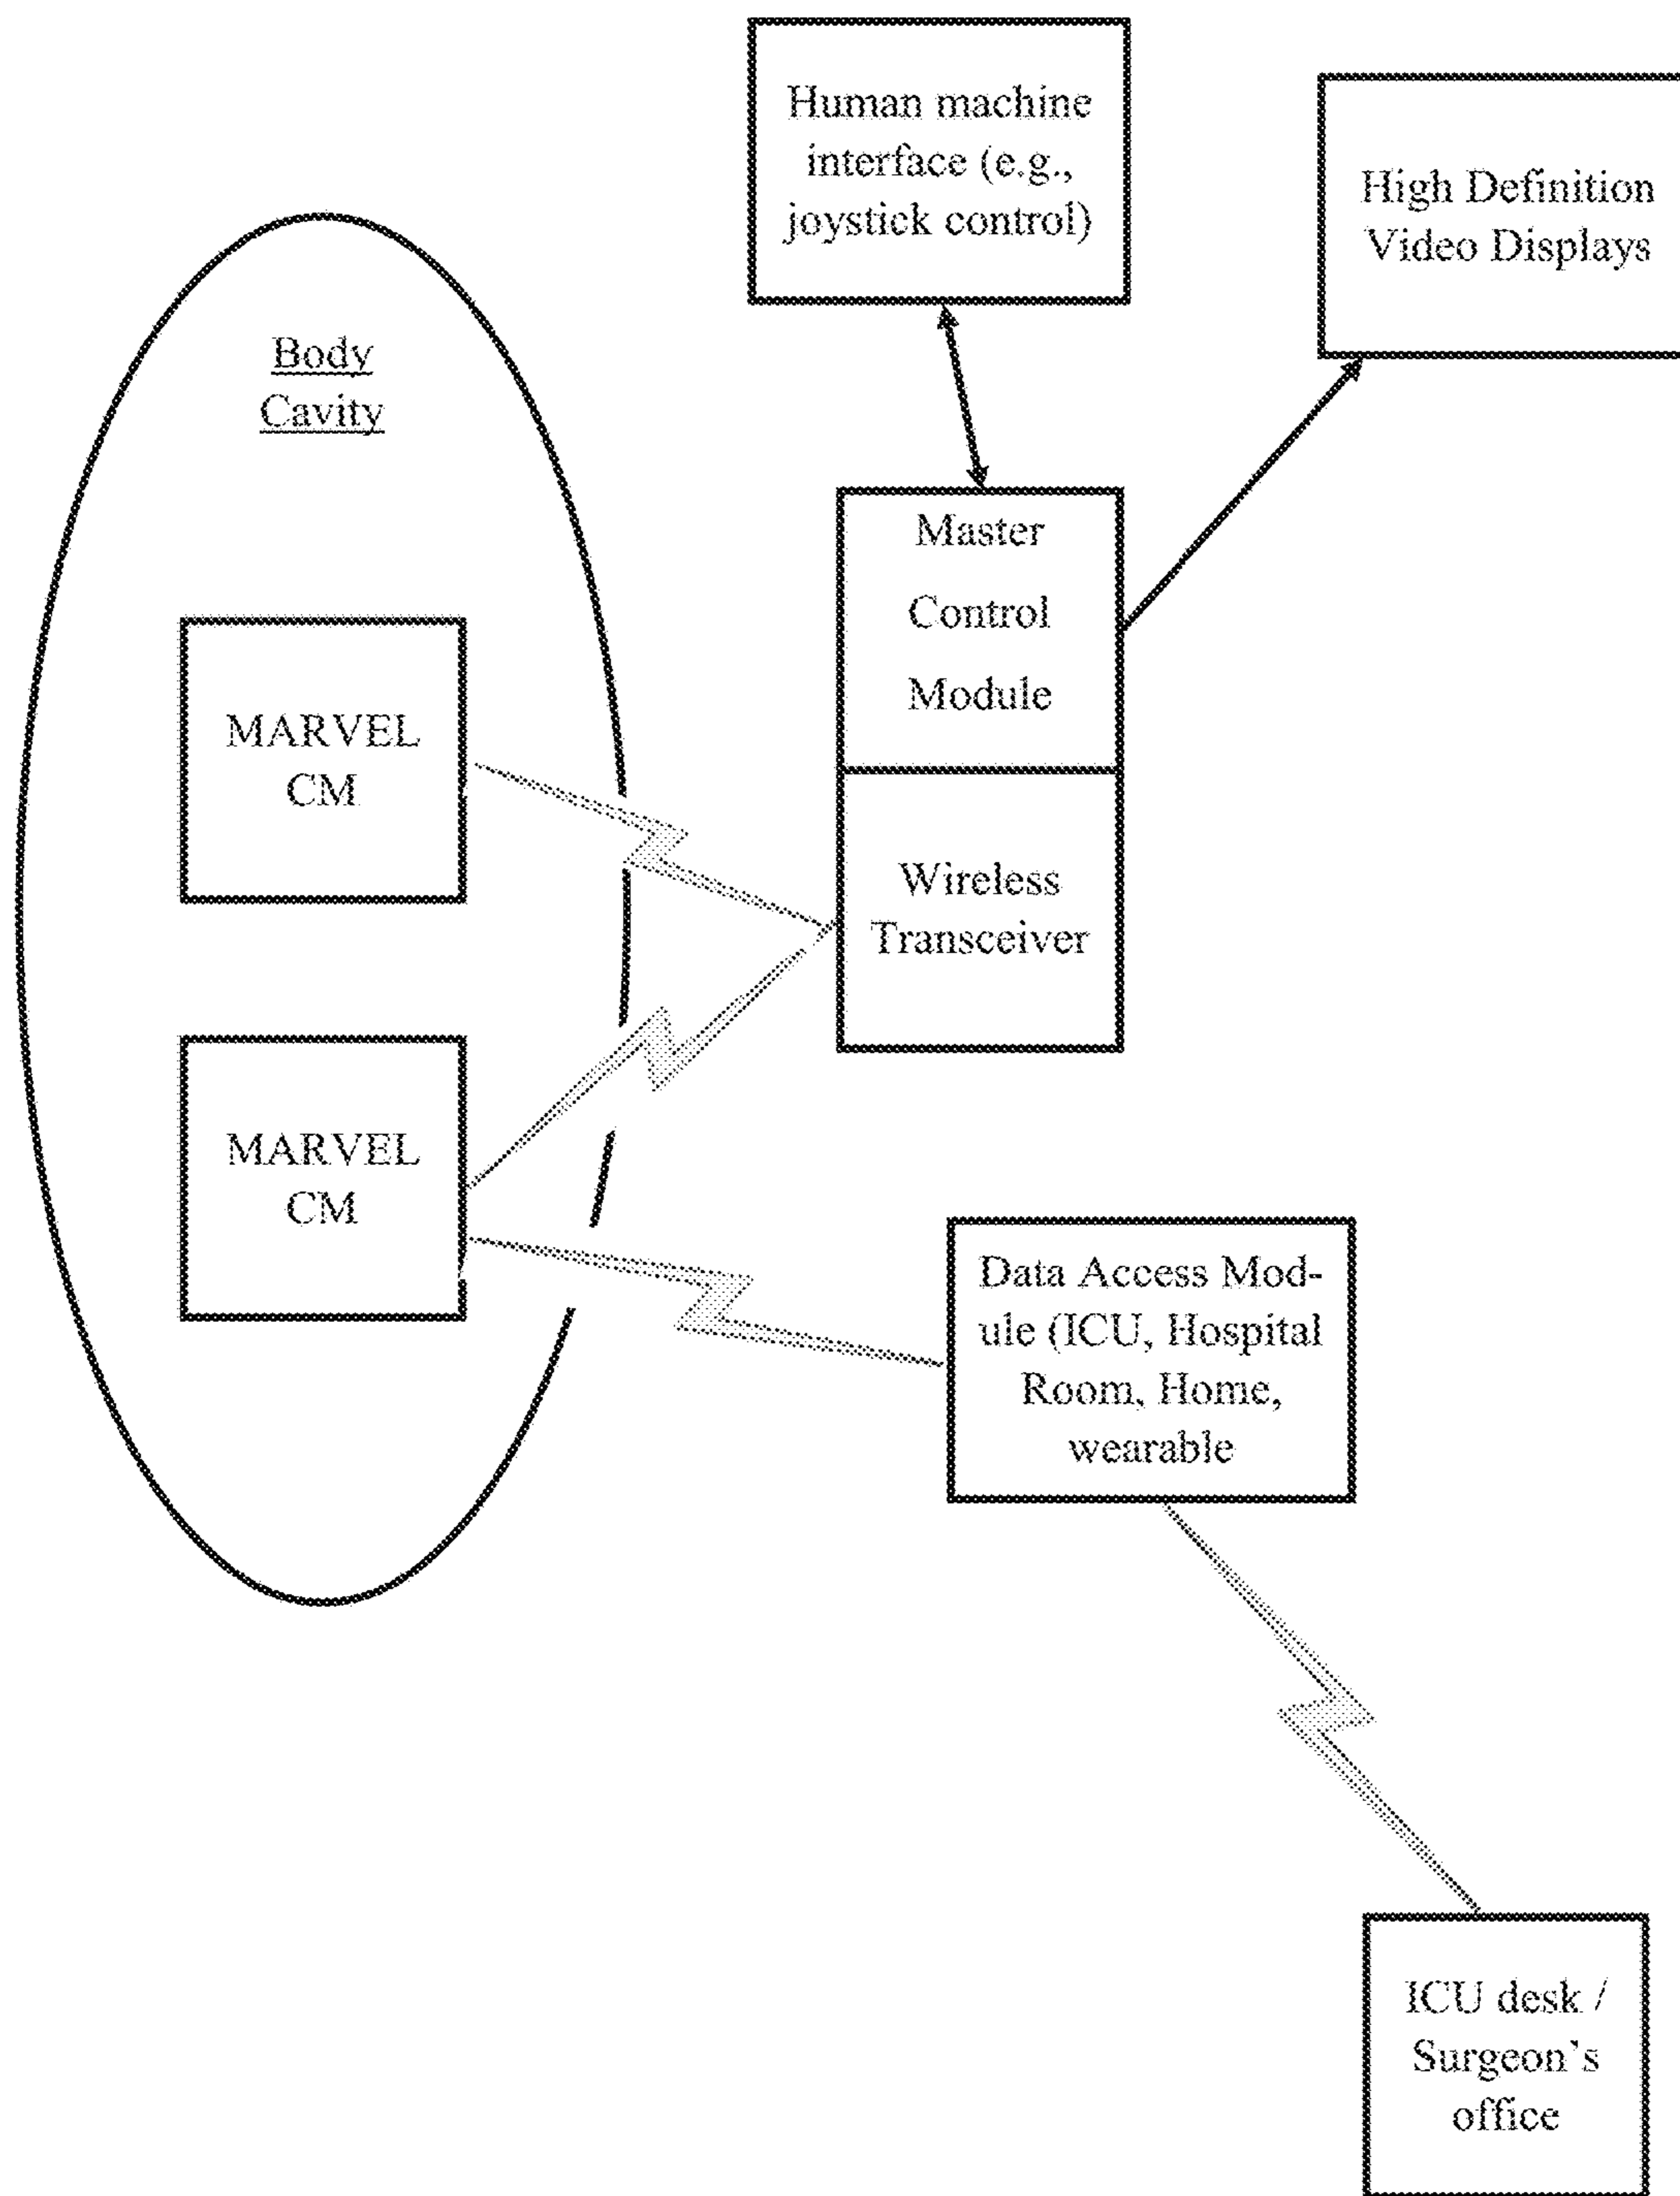 Human machine
interface (e.g.,
joystick control)
High Definition
Video Displays
Body
Cavity
Master
Control
Module
MARVEL
CM
Wireless
Transceiver
MARVEL
CM
Data Access Mod-
ule (ICU, Hospital
Room, Home,
wearable
ICU desk /
Surgeon's
office